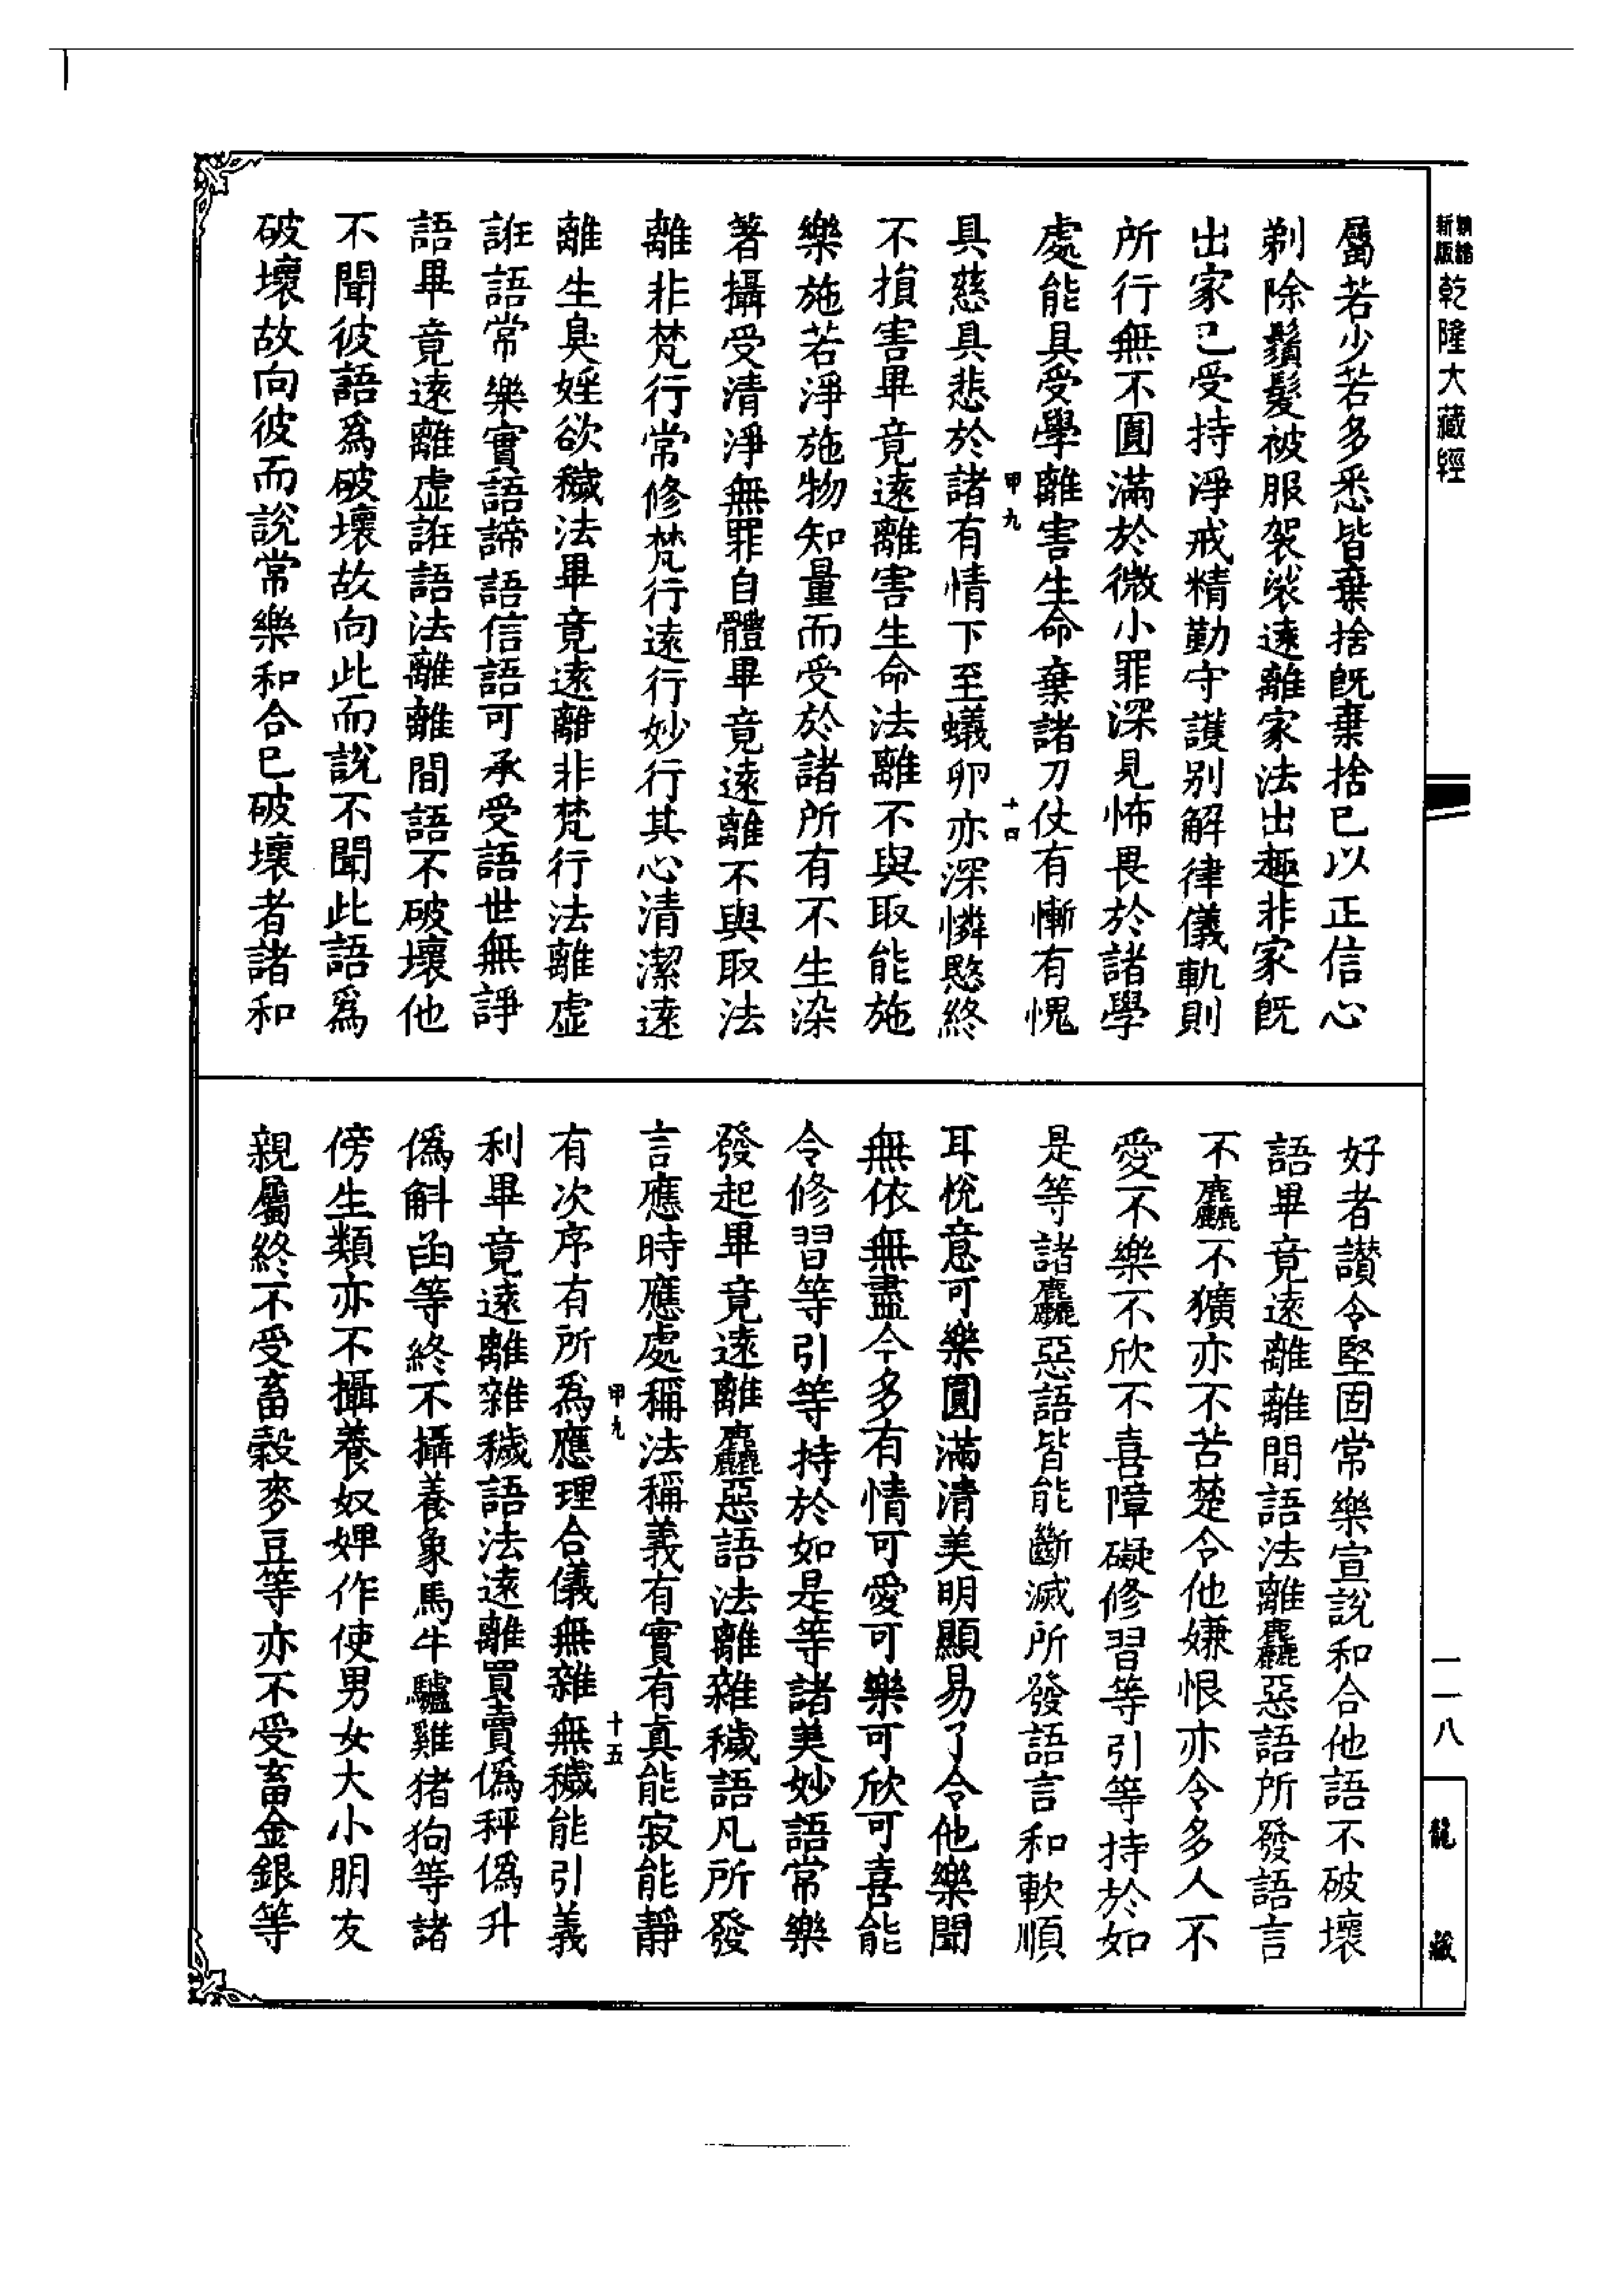 新版
乾隆大藏經
屬若少若多悉皆棄捨旣棄捨已以正信心
剃除鬚髮被服袈裟遠離家法出趣非家旣
出家已受持淨戒精勤守護别解律儀軌則
所行無不圓滿於微小罪深見怖畏於諸學
處能具受學離害生命棄諸刀仗有慚有愧
甲九
十四
具慈具悲於諸有情下至蟻卵亦深憐愍終
不損害畢竟遠離害生命法離不與取能施
樂施若淨施物知量而受於諸所有不生染
著攝受清淨無罪自體畢竟遠離不與取法
離非梵行常修梵行遠行妙行其心清潔遠
離生臭婬欲穢法畢竟遠離非梵行法離虛
誑語常樂實語諦語信語可承受語世無諍
語畢竟遠離虛誑語法離離間語不破壞他
不聞彼語爲破壞故向此而說不聞此語爲
破壞故向彼而說常樂和合已破壞者諸和
好者讃令堅固常樂宣說和合他語不破壞
語畢竟遠離離間語法離麤惡語所發語言
不麤不獷亦不苦楚令他嫌恨亦令多人不
愛不樂不欣不喜障礙修習等引等持於如
是等諸麤惡語皆能斷滅所發語言和軟順
耳悅意可樂圓滿清美明顯易了令他樂聞
無依無盡令多有情可愛可樂可欣可喜能
令修習等引等持於如是等諸美妙語常樂
發起畢竟遠離麤惡語法離雜穢語凡所發
言應時應處稱法稱義有實有真能寂能靜
甲九
十五
有次序有所爲應理合儀無雜無穢能引義
利畢竟遠離雜穢語法遠離買賣僞秤僞升
僞斛函等終不攝養象馬牛驢雞猪狗等諸
傍生類亦不攝養奴婢作使男女大小朋友
親屬終不受畜穀麥豆等亦不受畜金銀等
一一八
龍藏